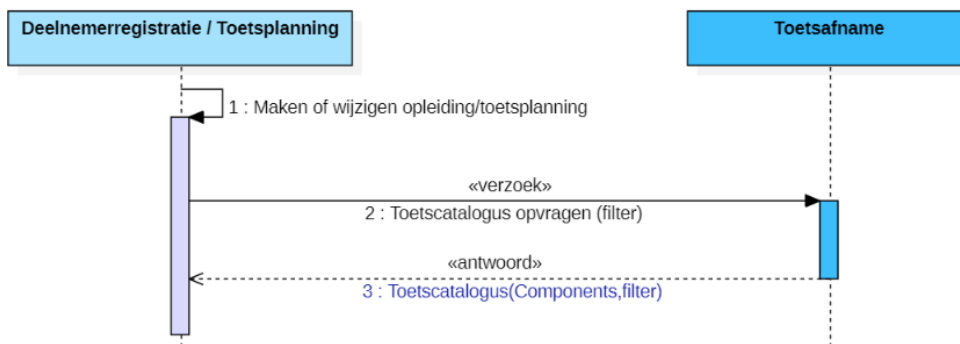 Deelnemerregistratie / Toetsplanning
Toetsafname
1 : Maken of wijzigen opleiding/toetsplanning
«verzoek»
2 : Toetscatalogus opvragen (filter)
«antwoord»
3 : Toetscatalogus(Components,filter)